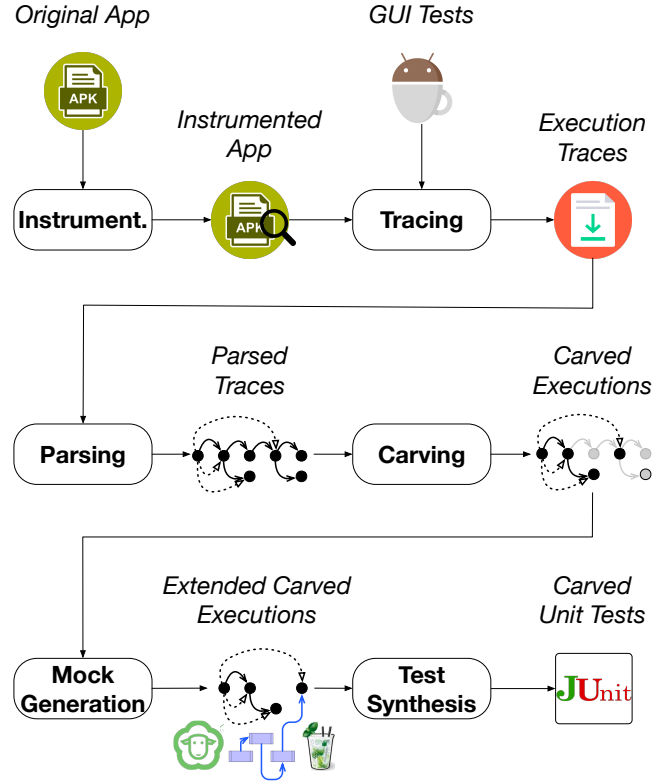 Original App
GUI Tests
APK
Instrumented
App
Execution
Traces
Instrument.
APK
Tracing
Parsed
Traces
Carved
Executions
Parsing
Carving
Extended Carved
Executions
Carved
Unit Tests
Mock
Generation
Test
Synthesis
JUnit